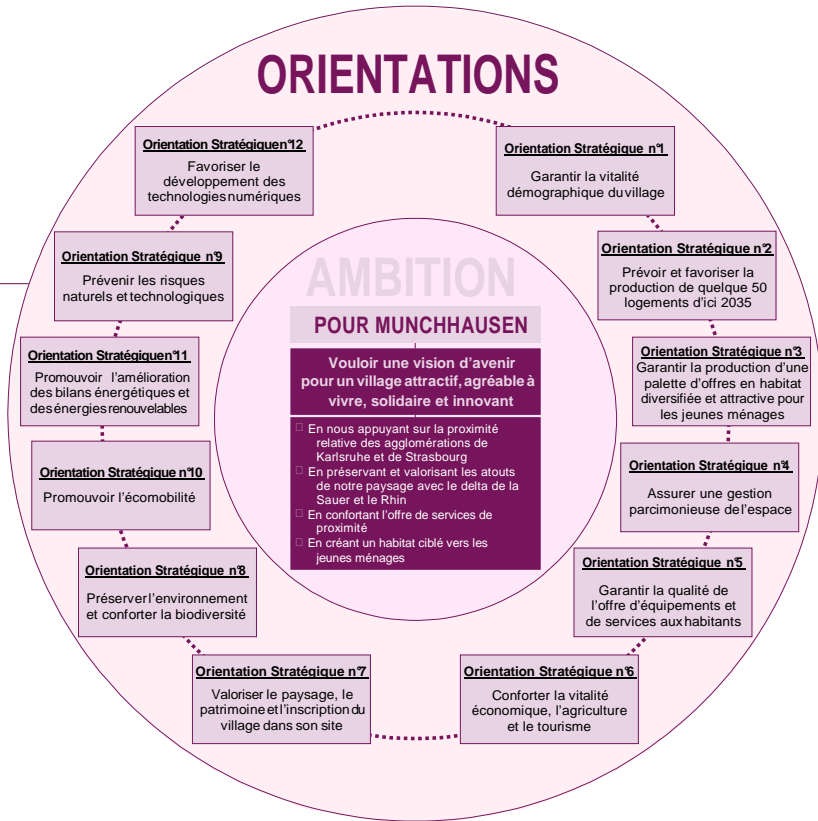 ORIENTATIONS
Orientation Stratégique n°12
Favoriser le
développement des
technologies numériques
Orientation Stratégique n°1
Garantir la vitalité
démographique du village
Orientation Stratégique n°9
Prévenir les risques
naturels et technologiques
Orientation Stratégique n°2
Prévoir et favoriser la
production de quelque 50
logements d'ici 2035
Orientation Stratégique n°11
Promouvoir l'amélioration
des bilans énergétiques et
des énergies renouvelables
Orientation Stratégique n°3
Garantir la production d'une
palette d'offres en habitat
diversifiée et attractive pour
les jeunes ménages
Orientation Stratégique n°10
Promouvoir l'écomobilité
Orientation Stratégique n°4
Assurer une gestion
parcimonieuse de l'espace
Orientation Stratégique n°8
Préserver l'environnement
et conforter la biodiversité
Orientation Stratégique n°5
Garantir la qualité de
l'offre d'équipements et
de services aux habitants
Orientation Stratégique n°7
Valoriser le paysage, le
patrimoine et l'inscription du
village dans son site
Orientation Stratégique n°6
Conforter la vitalité
économique, l'agriculture
et le tourisme
AMBITION
POUR MUNCHHAUSEN
Vouloir une vision d'avenir
pour un village attractif, agréable à
vivre, solidaire et innovant
En nous appuyant sur la proximité
relative des agglomérations de
Karlsruhe et de Strasbourg
En préservant et valorisant les atouts
de notre paysage avec le delta de la
Sauer et le Rhin
En confortant l'offre de services de
proximité
En créant un habitat ciblé vers les
jeunes ménages